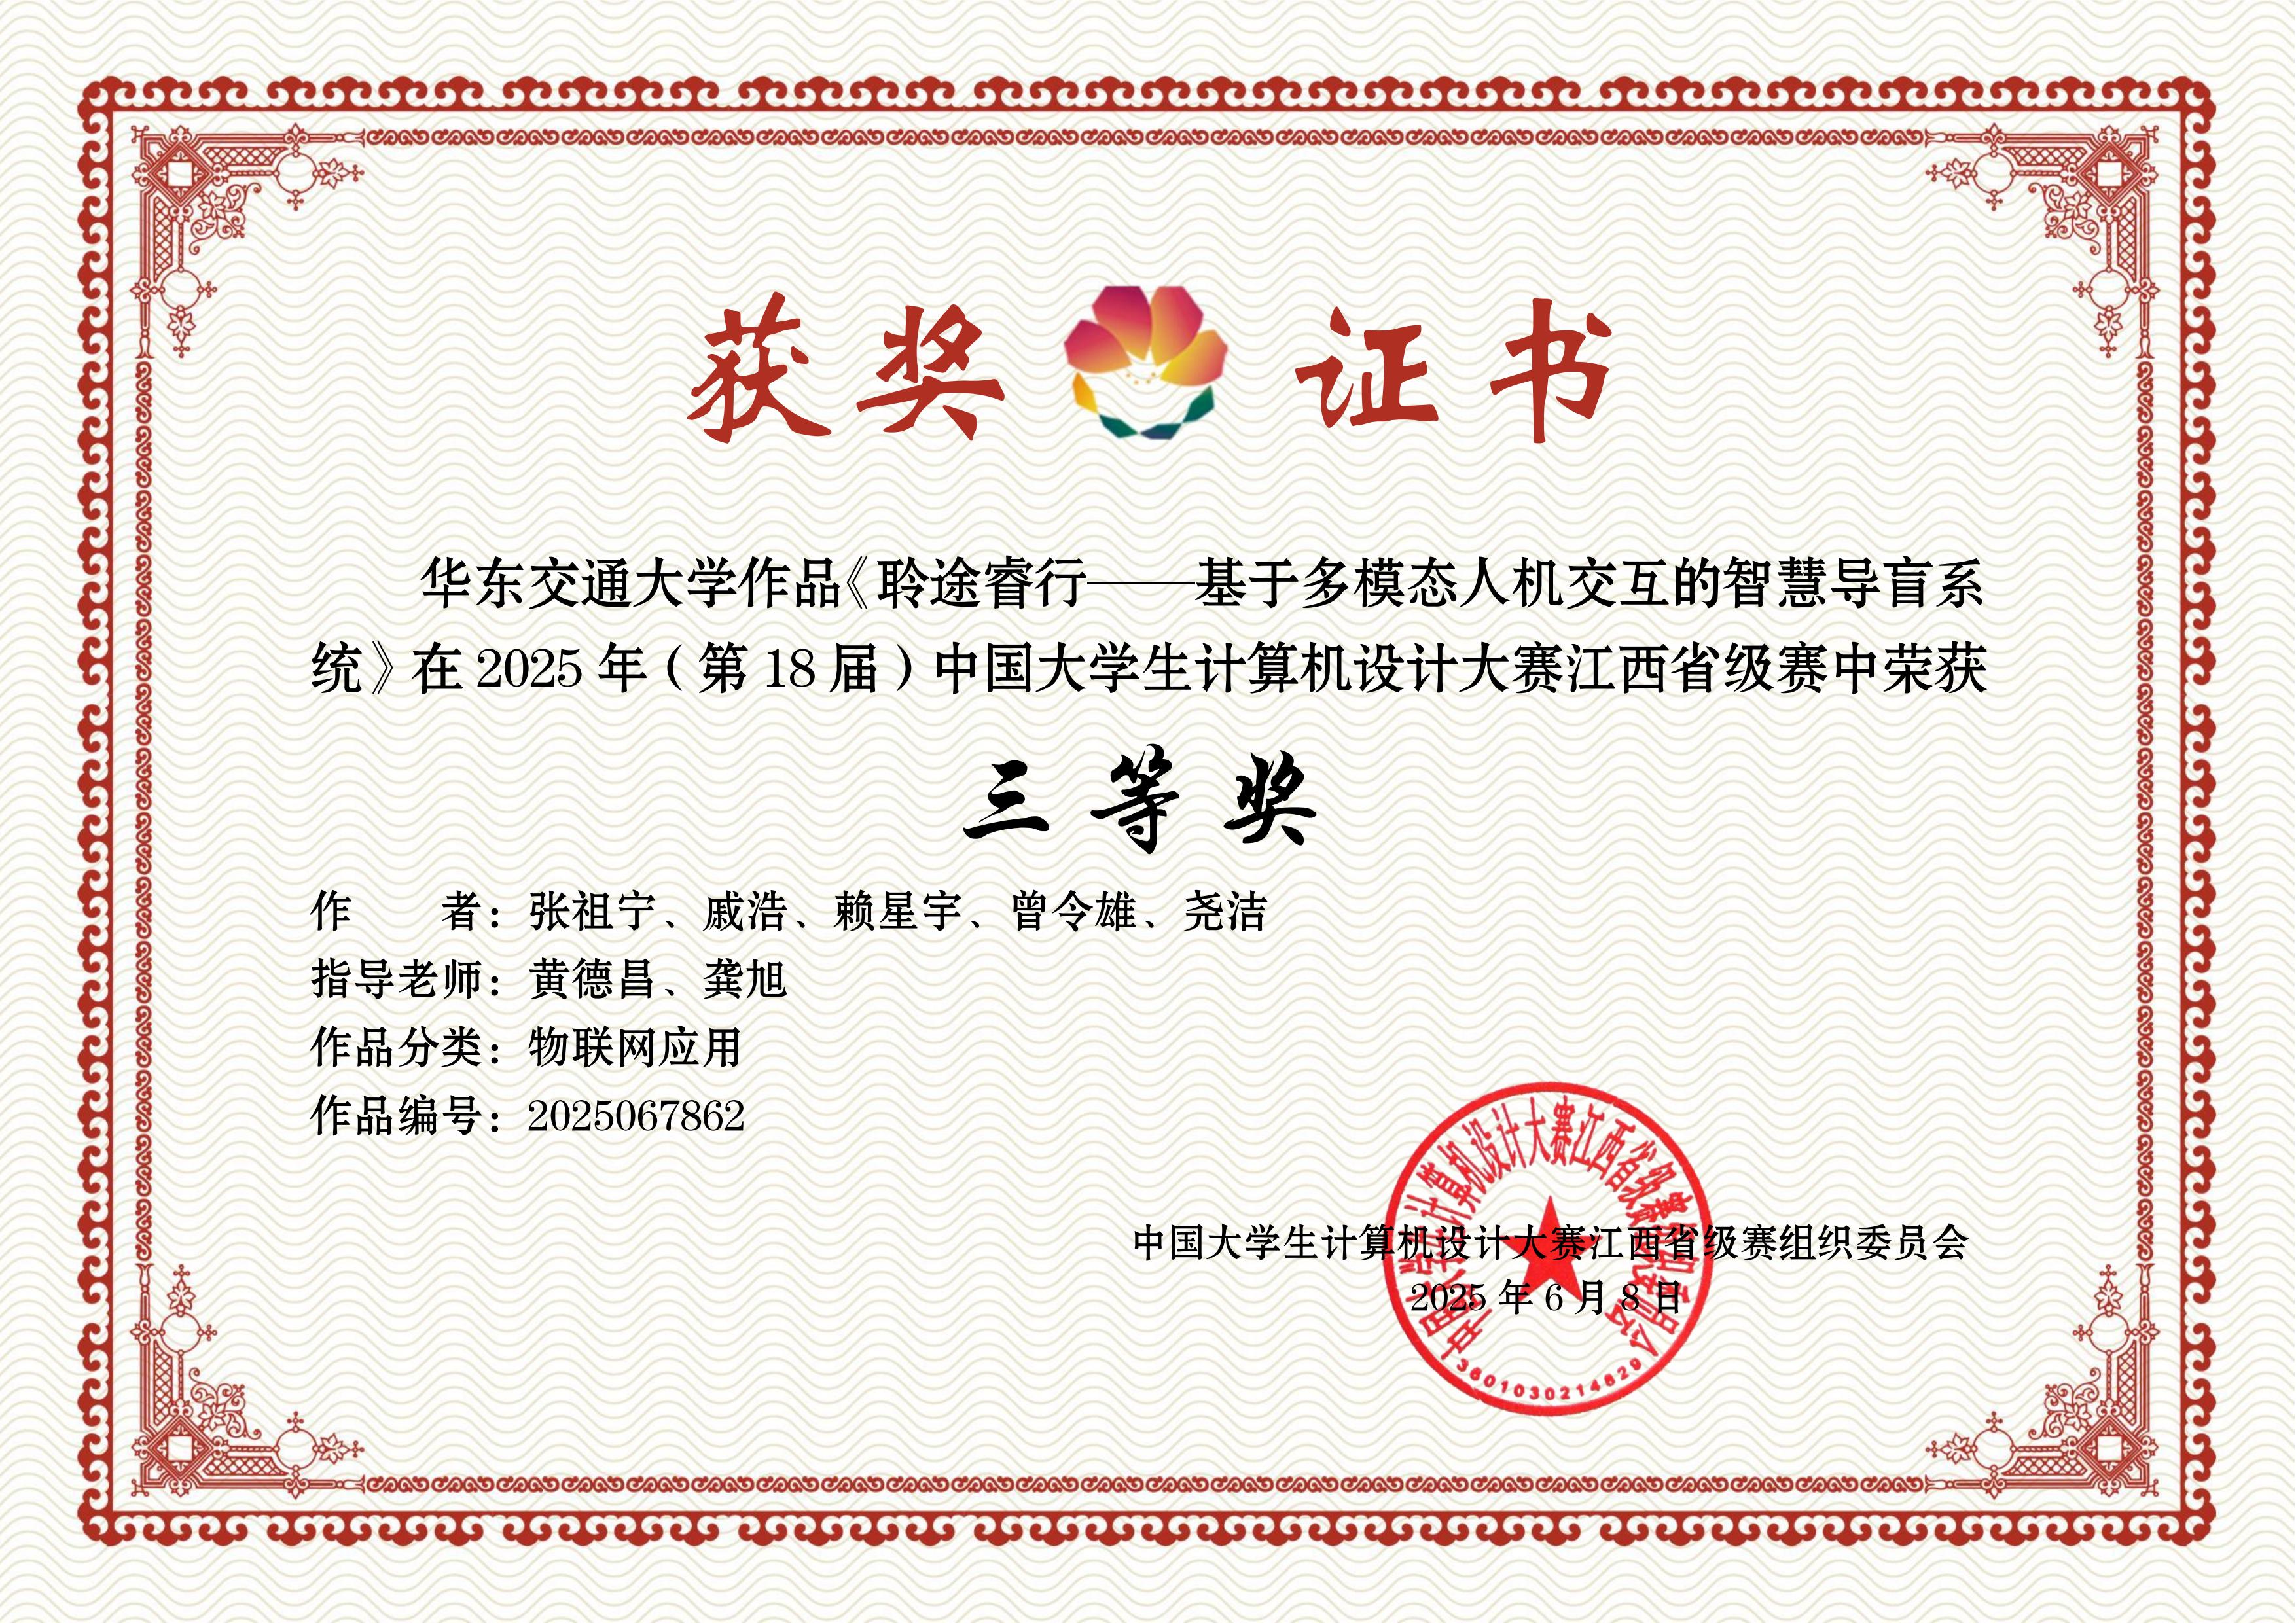 获奖证书
华东交通大学作品《聆途睿行——基于多模态人机交互的智慧导盲系
统》在 2025 年（第 18 届）中国大学生计算机设计大赛江西省级赛中荣获
三等奖
作　　者：张祖宁、戚浩、赖星宇、曾令雄、尧洁
指导老师：黄德昌、龚旭
作品分类：物联网应用
作品编号：2025067862
中国大学生计算机设计大赛江西省级赛组织委员会
2025 年 6 月 8 日
中国大学生计算机设计大赛江西省级赛组织委员会
3601030214829